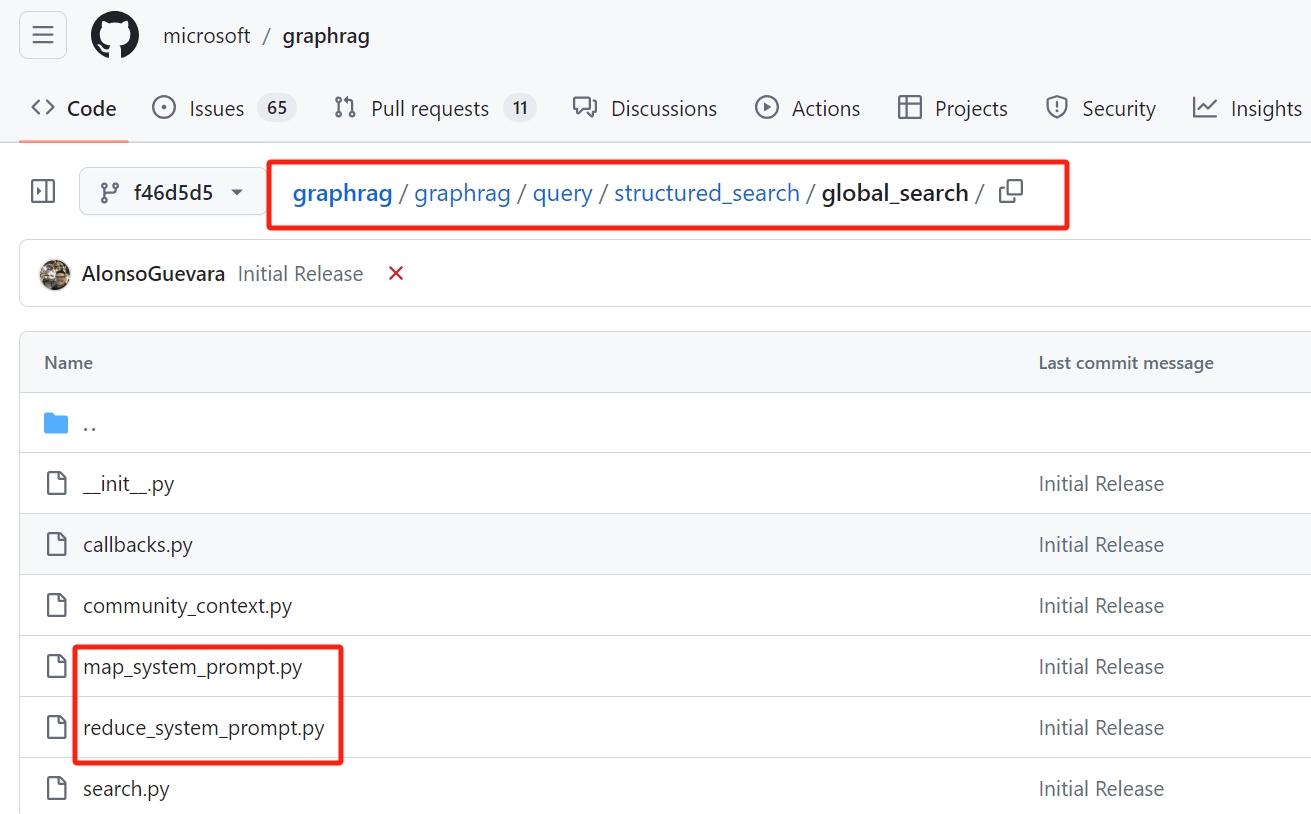 microsoft / graphrag
Code Issues 65 Pull requests 11 Discussions Actions Projects Security Insights
f46d5d5 graphrag / graphrag / query / structured_search / global_search /
AlonsoGuevara Initial Release
Name Last commit message
..
__init__.py Initial Release
callbacks.py Initial Release
community_context.py Initial Release
map_system_prompt.py Initial Release
reduce_system_prompt.py Initial Release
search.py Initial Release